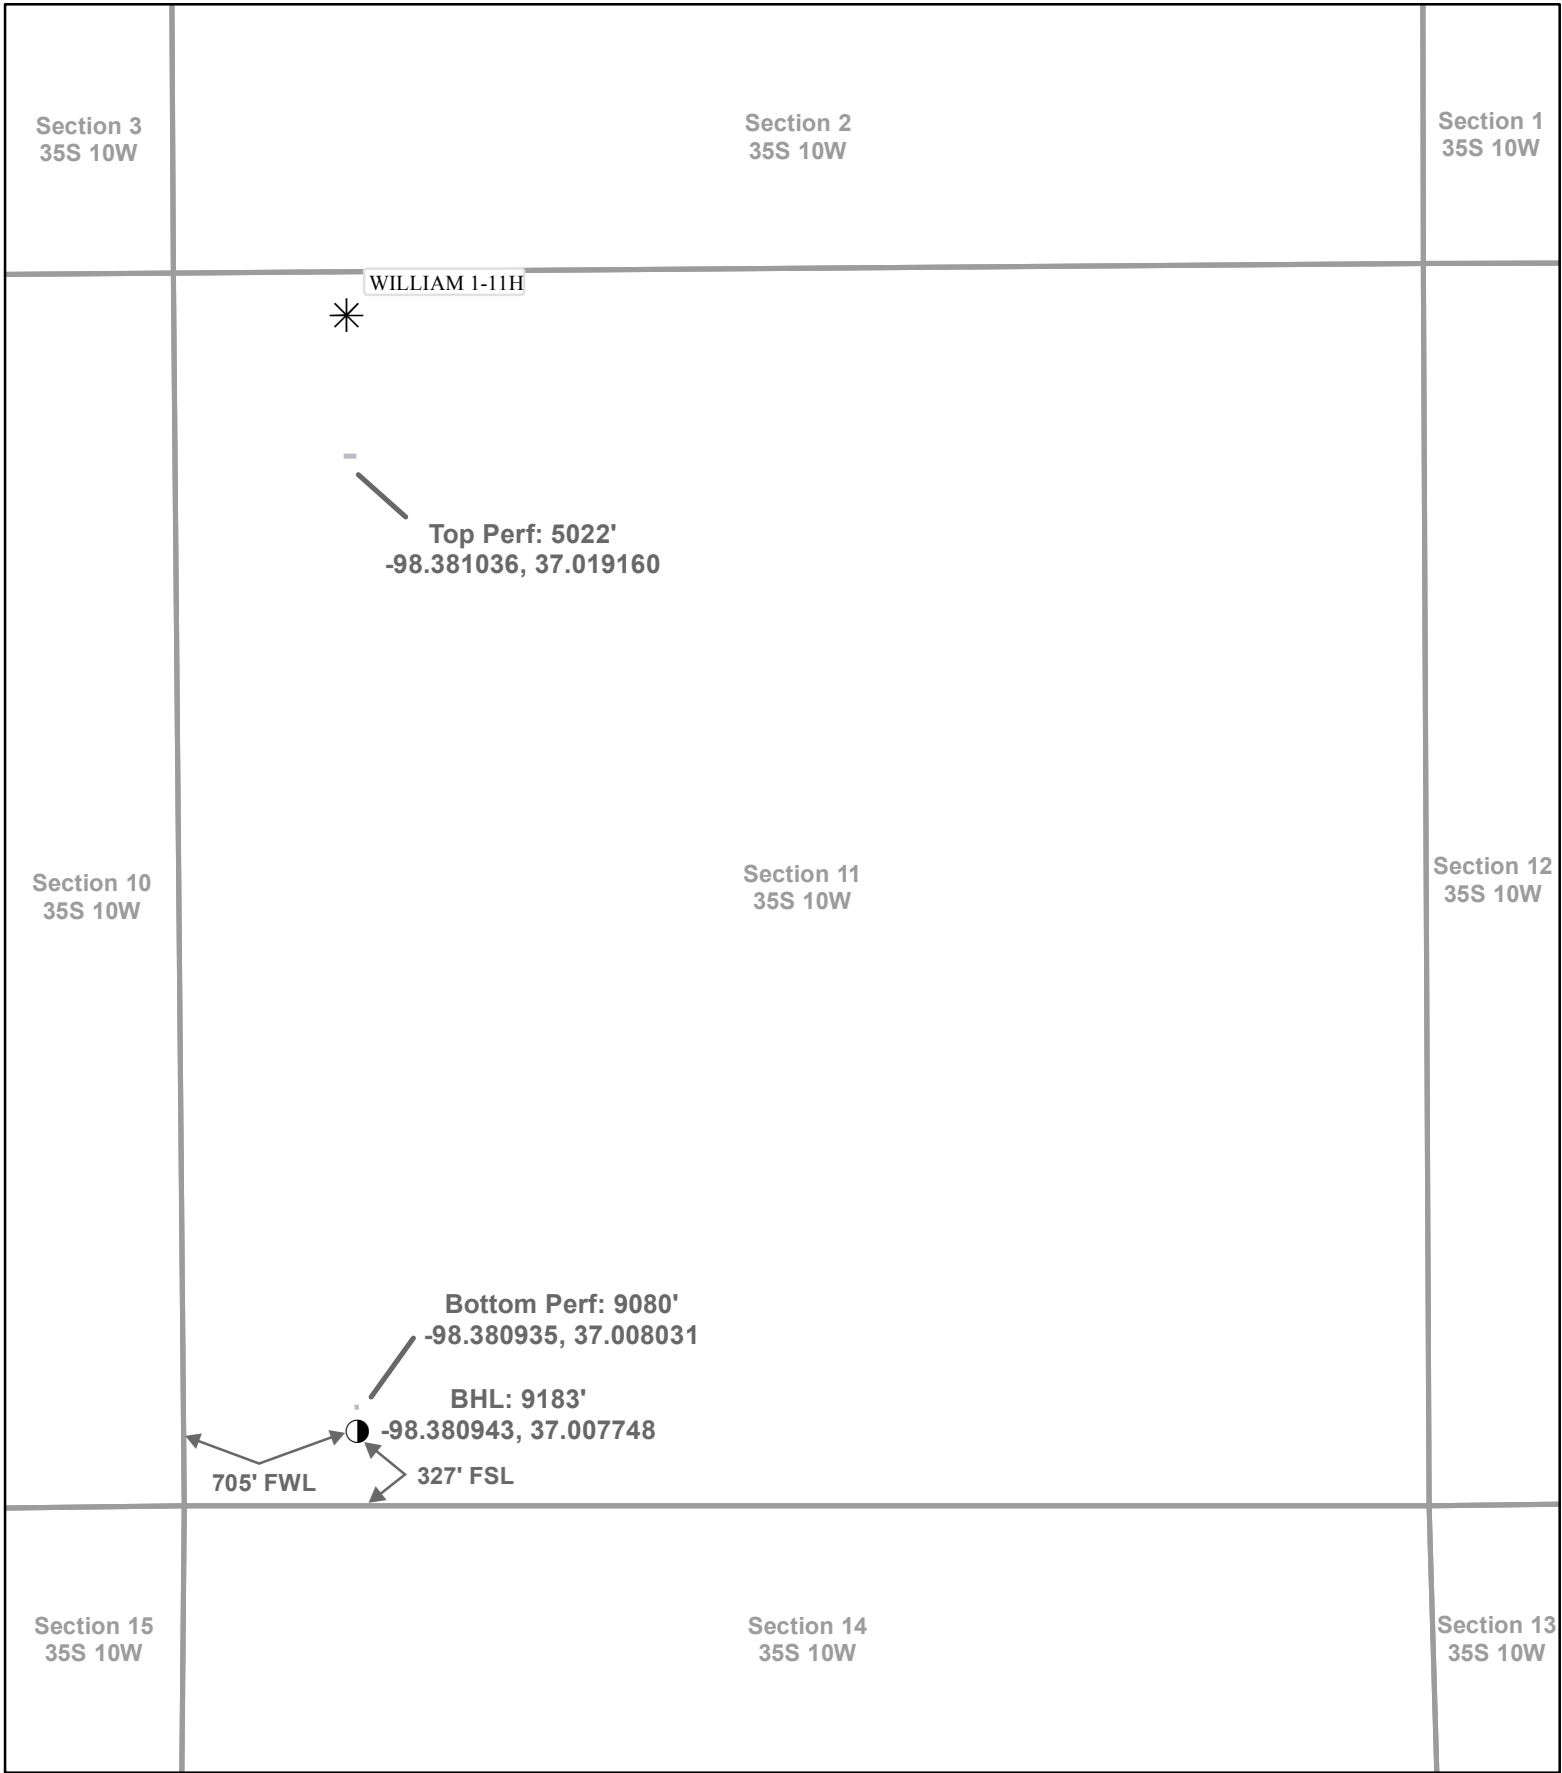 Section 3
35S 10W
Section 2
35S 10W
Section 1
35S 10W
WILLIAM 1-11H
Top Perf: 5022'
-98.381036, 37.019160
Section 10
35S 10W
Section 11
35S 10W
Section 12
35S 10W
Bottom Perf: 9080'
-98.380935, 37.008031
BHL: 9183'
-98.380943, 37.007748
705' FWL
327' FSL
Section 15
35S 10W
Section 14
35S 10W
Section 13
35S 10W